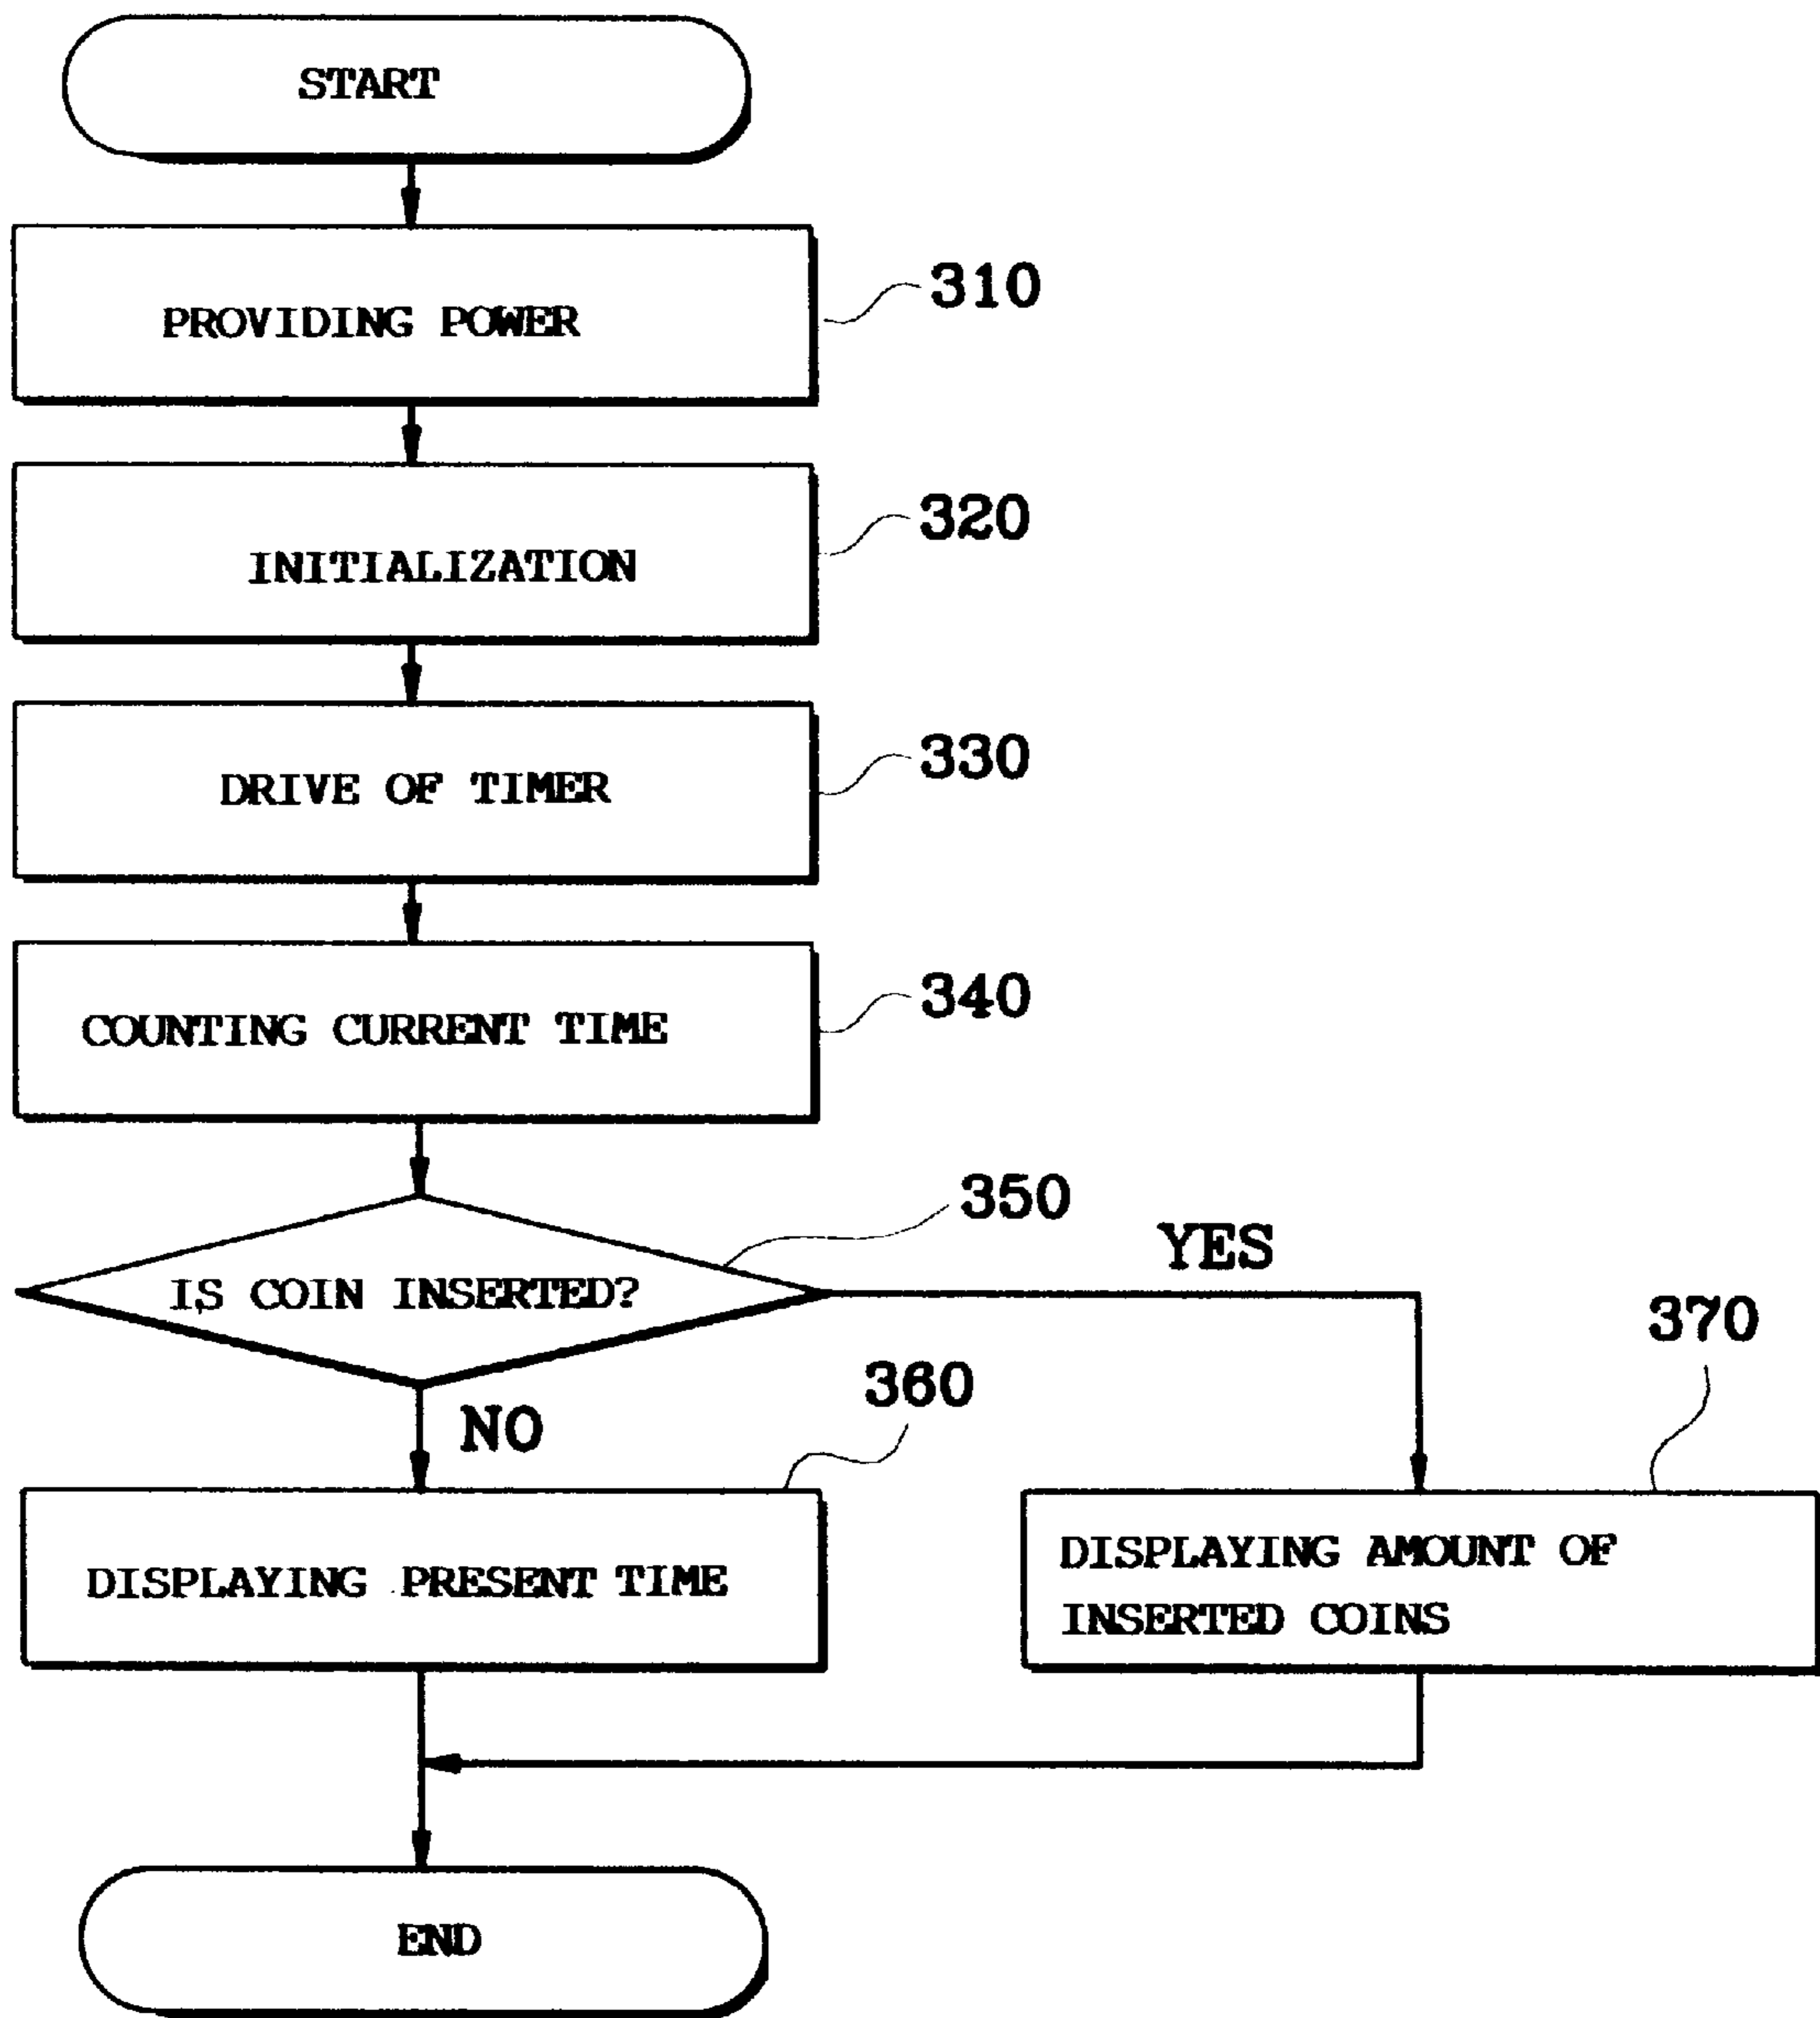 START
PROVIDING POWER
310
INITIALIZATION
320
DRIVE OF TIMER
330
COUNTING CURRENT TIME
340
IS COIN INSERTED?
350
YES
NO
360
370
DISPLAYING PRESENT TIME
DISPLAYING AMOUNT OF
INSERTED COINS
END